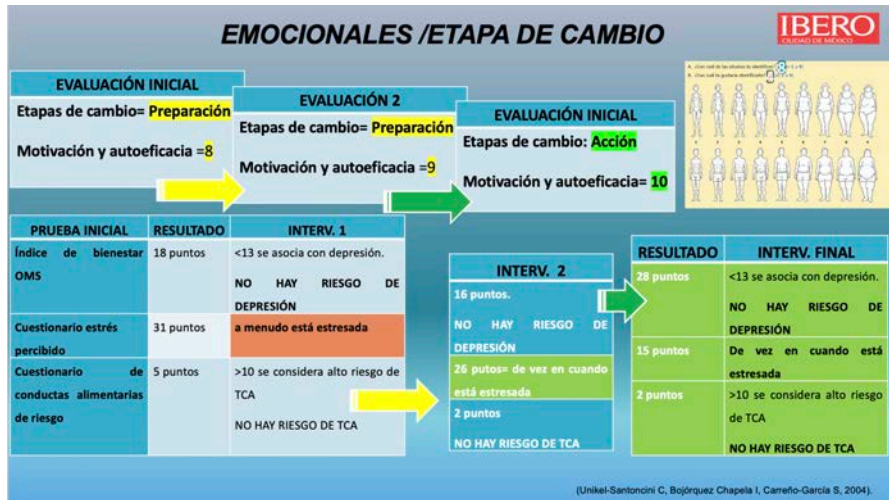 EMOCIONALES /ETAPA DE CAMBIO
IBERO
CIUDAD DE MÉXICO
EVALUACIÓN INICIAL
Etapas de cambio= Preparación
Motivación y autoeficacia =8
EVALUACIÓN 2
Etapas de cambio= Preparación
Motivación y autoeficacia =9
EVALUACIÓN INICIAL
Etapas de cambio: Acción
Motivación y autoeficacia= 10
8
PRUEBA INICIAL RESULTADO INTERV. 1
Índice de bienestar
OMS
18 puntos
<13 se asocia con depresión.
NO HAY RIESGO DE
DEPRESIÓN
Cuestionario estrés
percibido
31 puntos
a menudo está estresada
Cuestionario de
conductas alimentarias
de riesgo
5 puntos
>10 se considera alto riesgo de
TCA
NO HAY RIESGO DE TCA
INTERV. 2
16 puntos.
NO HAY RIESGO DE
DEPRESIÓN
26 putos= de vez en cuando
está estresada
2 puntos
NO HAY RIESGO DE TCA
RESULTADO INTERV. FINAL
28 puntos
<13 se asocia con depresión.
NO HAY RIESGO DE
DEPRESIÓN
15 puntos
De vez en cuando está
estresada
2 puntos
>10 se considera alto riesgo
de TCA
NO HAY RIESGO DE TCA
(Unikel-Santoncini C, Bojórquez Chapela I, Carreño-García S, 2004).